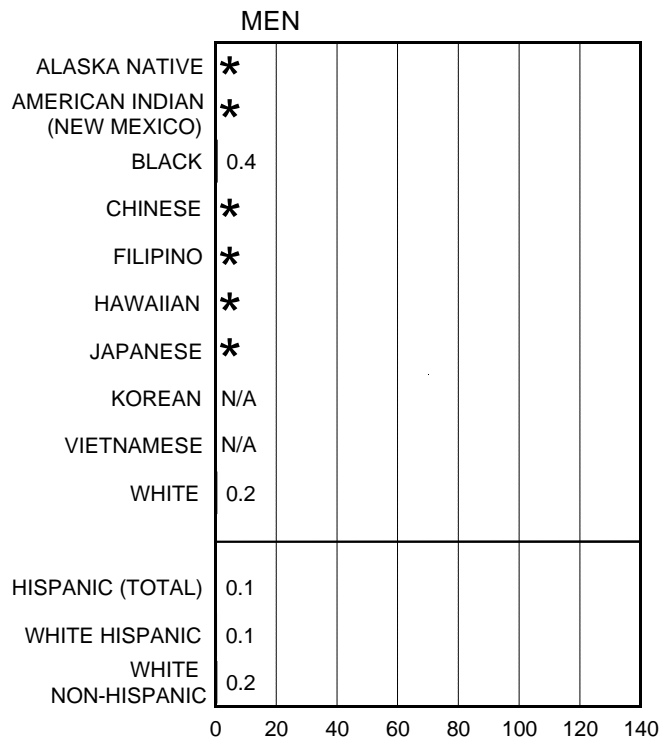 MEN
ALASKA NATIVE *
AMERICAN INDIAN
(NEW MEXICO) *
BLACK 0.4
CHINESE *
FILIPINO *
HAWAIIAN *
JAPANESE *
KOREAN N/A
VIETNAMESE N/A
WHITE 0.2
HISPANIC (TOTAL) 0.1
WHITE HISPANIC 0.1
WHITE
NON-HISPANIC 0.2
0 20 40 60 80 100 120 140